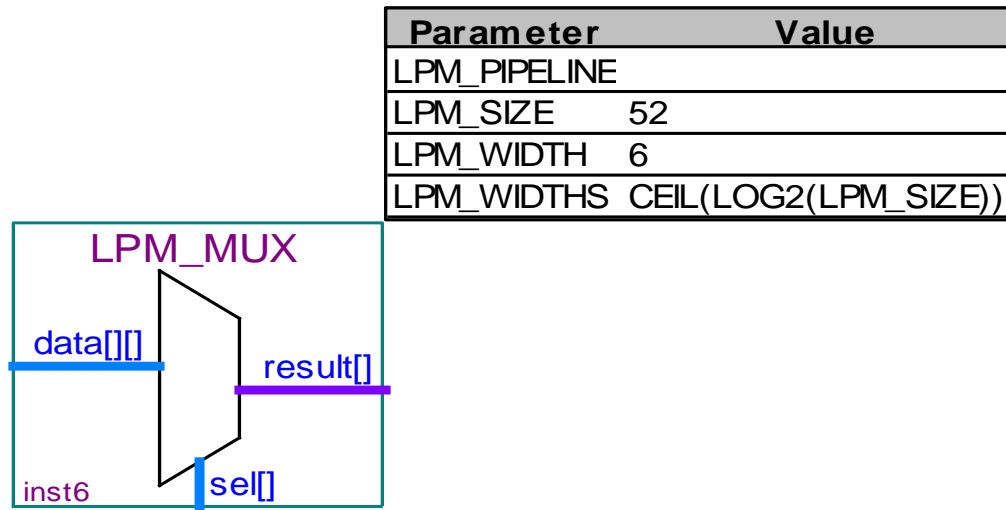 Parameter Value
LPM_PIPELINE
LPM_SIZE 52
LPM_WIDTH 6
LPM_WIDTHS CEIL(LOG2(LPM_SIZE))
LPM_MUX
data[][]
result[]
sel[]
inst6